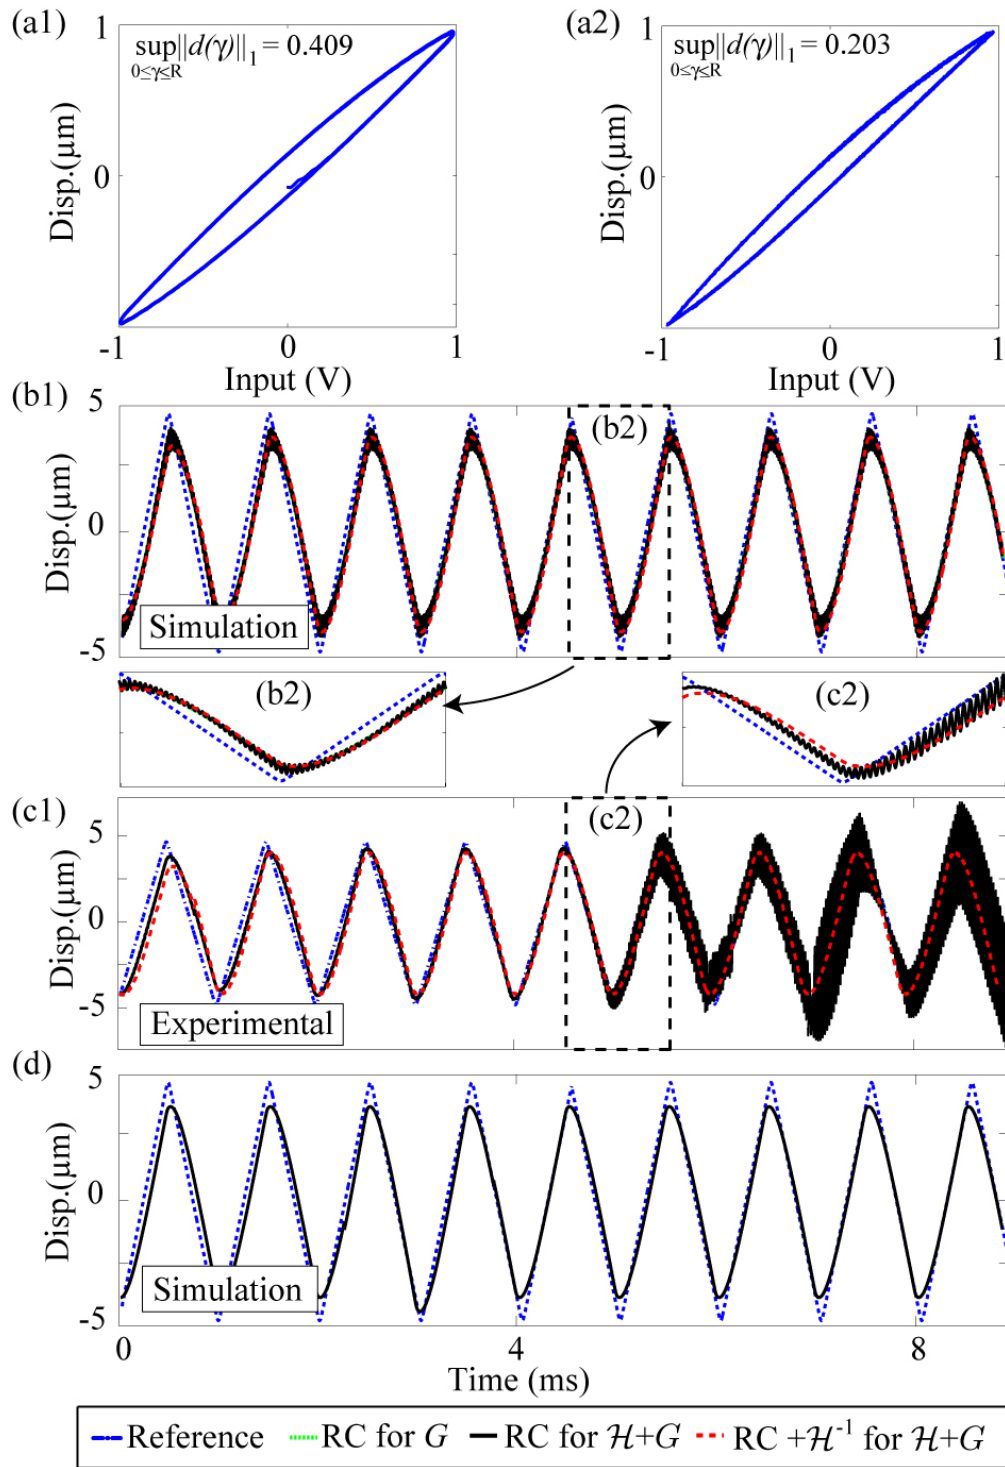 (a1)
1
sup||d(γ)||₁ = 0.409
0≤γ≤R
Disp.(μm)
0
-1
0
1
Input (V)
(a2)
1
sup||d(γ)||₁ = 0.203
0≤γ≤R
Disp.(μm)
0
-1
0
1
Input (V)
(b1)
5
(b2)
Disp.(μm)
0
Simulation
-5
(b2)
(c2)
(c1)
5
(c2)
Disp.(μm)
0
-5
Experimental
(d)
5
Disp.(μm)
0
Simulation
-5
0
4
8
Time (ms)
Reference RC for G RC for ℋ+G RC +ℋ⁻¹ for ℋ+G